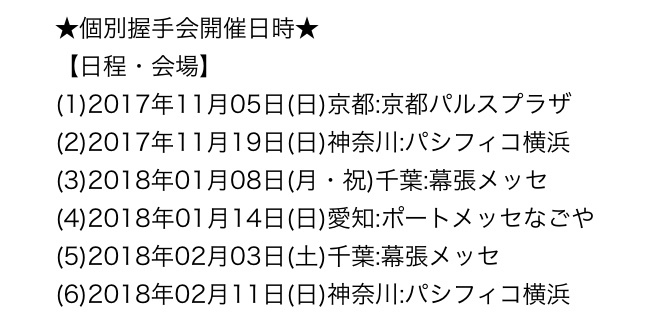 ★個別握手会開催日時★
【日程・会場】
(1)2017年11月05日(日)京都:京都パルスプラザ
(2)2017年11月19日(日)神奈川:パシフィコ横浜
(3)2018年01月08日(月・祝)千葉:幕張メッセ
(4)2018年01月14日(日)愛知:ポートメッセなごや
(5)2018年02月03日(土)千葉:幕張メッセ
(6)2018年02月11日(日)神奈川:パシフィコ横浜